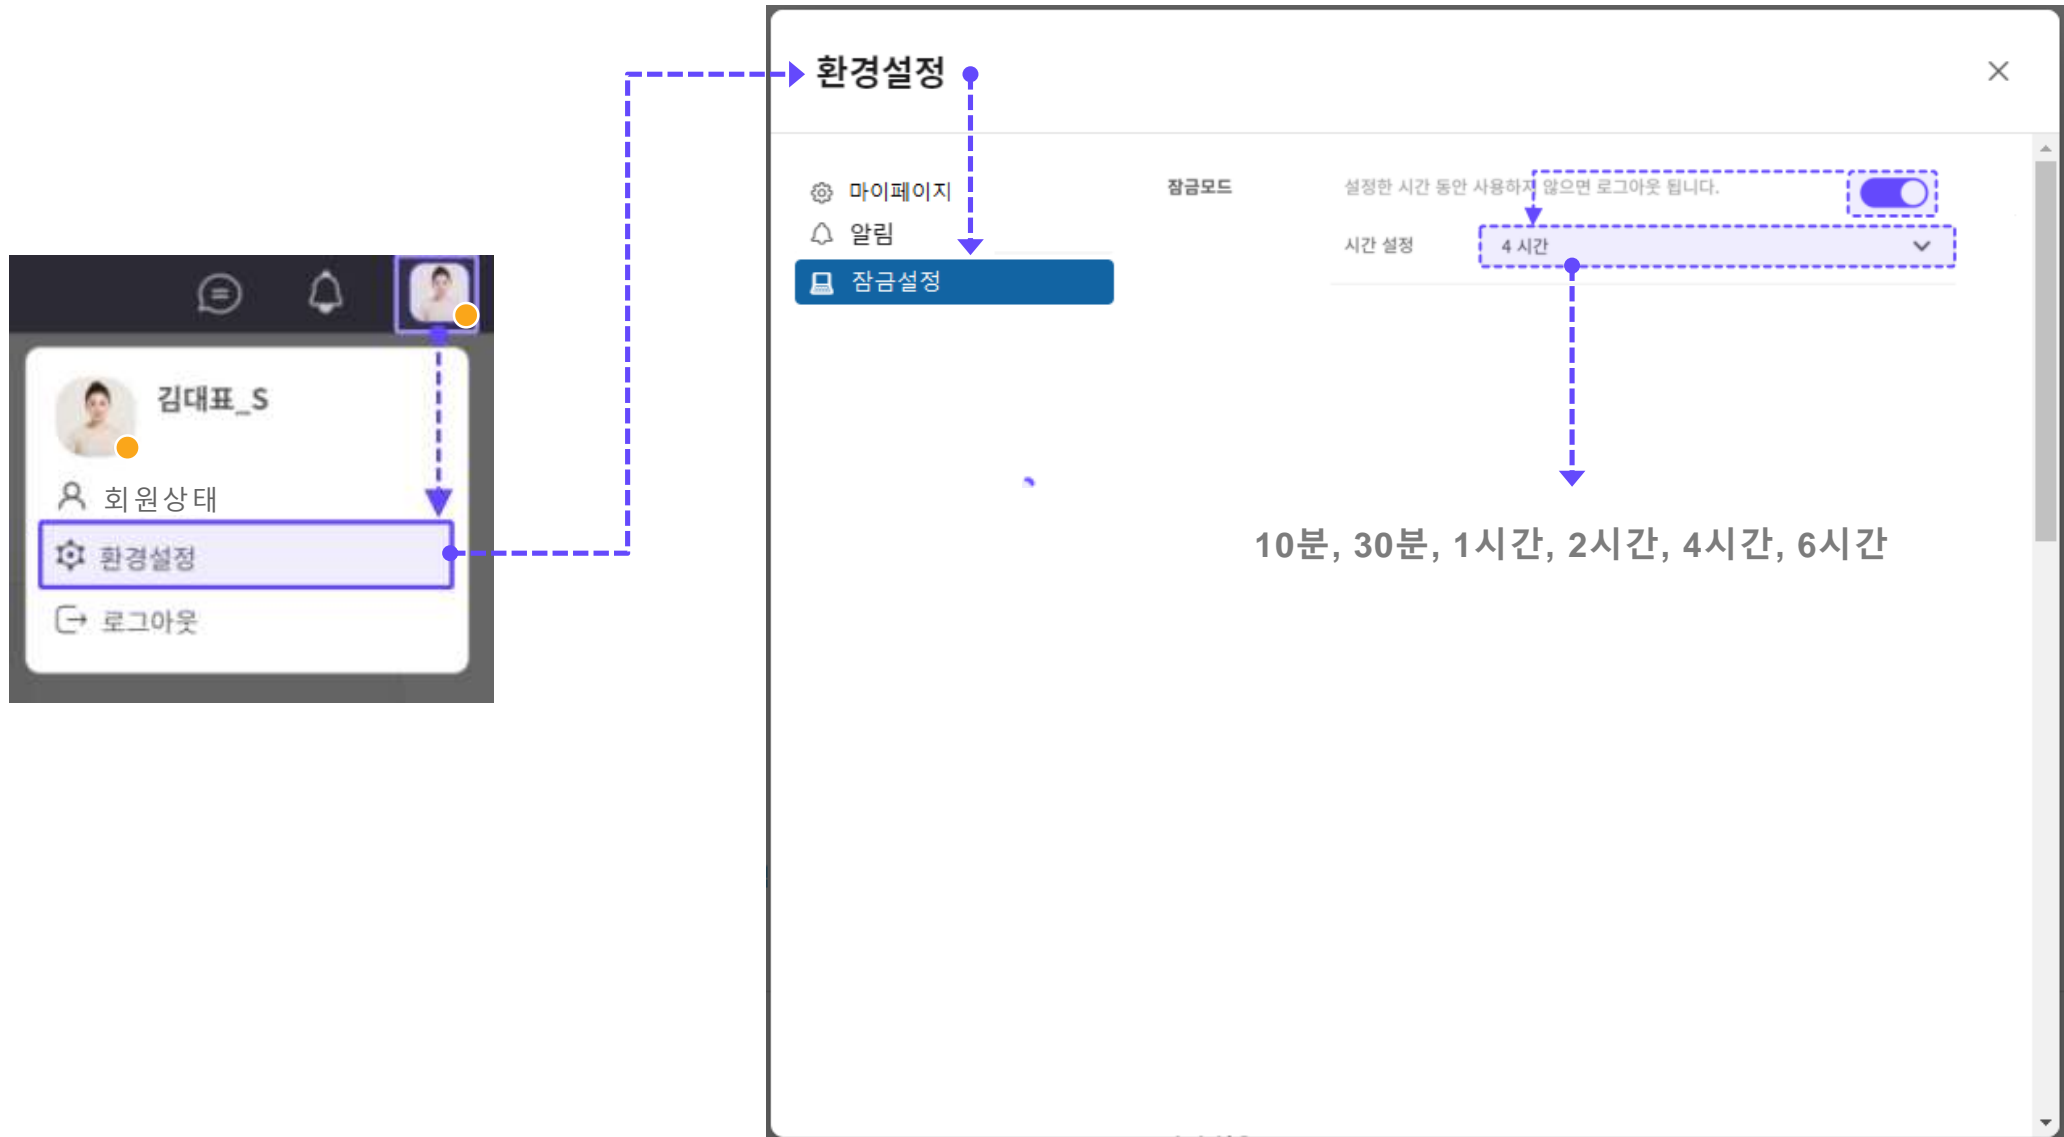 김대표_S
회원상태
환경설정
로그아웃
환경설정
마이페이지
알림
잠금설정
잠금모드
설정한 시간 동안 사용하지 않으면 로그아웃 됩니다.
시간 설정
4 시간
10분, 30분, 1시간, 2시간, 4시간, 6시간